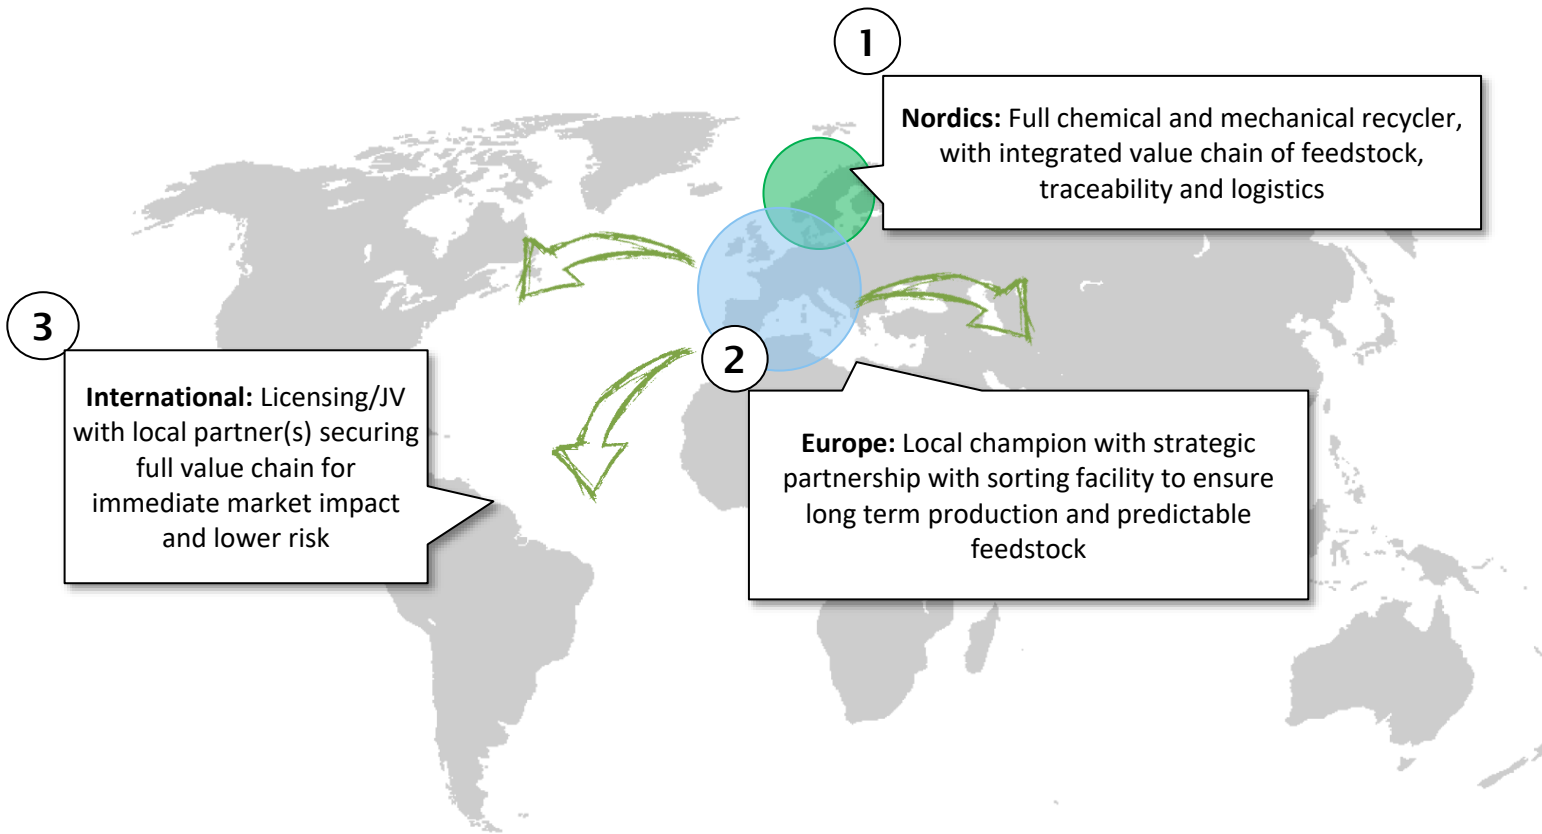 1
Nordics: Full chemical and mechanical recycler,
with integrated value chain of feedstock,
traceability and logistics
3
International: Licensing/JV
with local partner(s) securing
full value chain for
immediate market impact
and lower risk
2
Europe: Local champion with strategic
partnership with sorting facility to ensure
long term production and predictable
feedstock